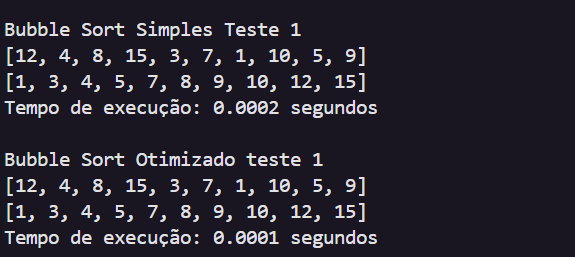 Bubble Sort Simples Teste 1
[12, 4, 8, 15, 3, 7, 1, 10, 5, 9]
[1, 3, 4, 5, 7, 8, 9, 10, 12, 15]
Tempo de execução: 0.0002 segundos
Bubble Sort Otimizado teste 1
[12, 4, 8, 15, 3, 7, 1, 10, 5, 9]
[1, 3, 4, 5, 7, 8, 9, 10, 12, 15]
Tempo de execução: 0.0001 segundos